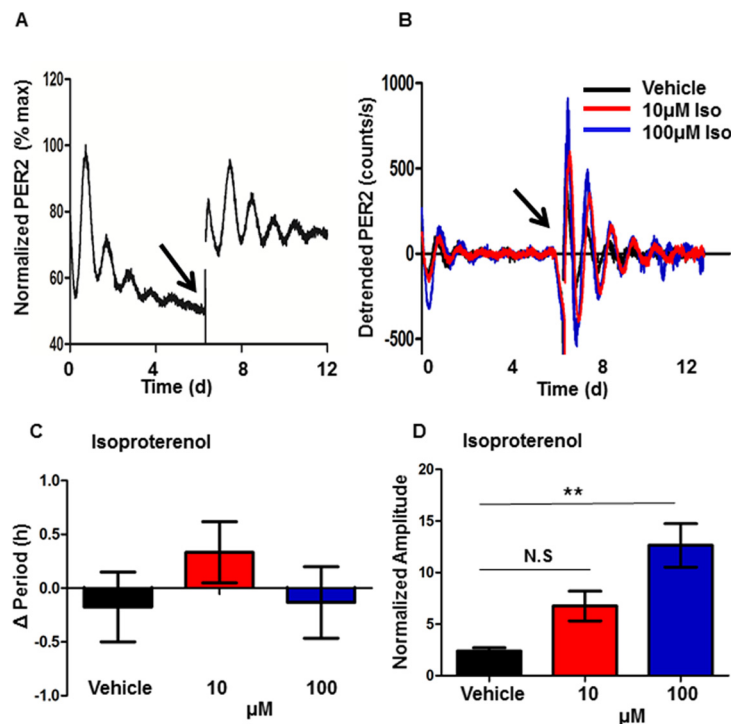 A
Normalized PER2 (% max)
120
100
80
60
40
0 4 8 12
Time (d)
B
Detrended PER2 (counts/s)
1000
500
0
-500
Vehicle
10µM Iso
100µM Iso
0 4 8 12
Time (d)
C Isoproterenol
Δ Period (h)
1.0
0.5
0.0
-0.5
-1.0
Vehicle 10 100
µM
D Isoproterenol
Normalized Amplitude
20
15
10
5
0
**
N.S
Vehicle 10 100
µM